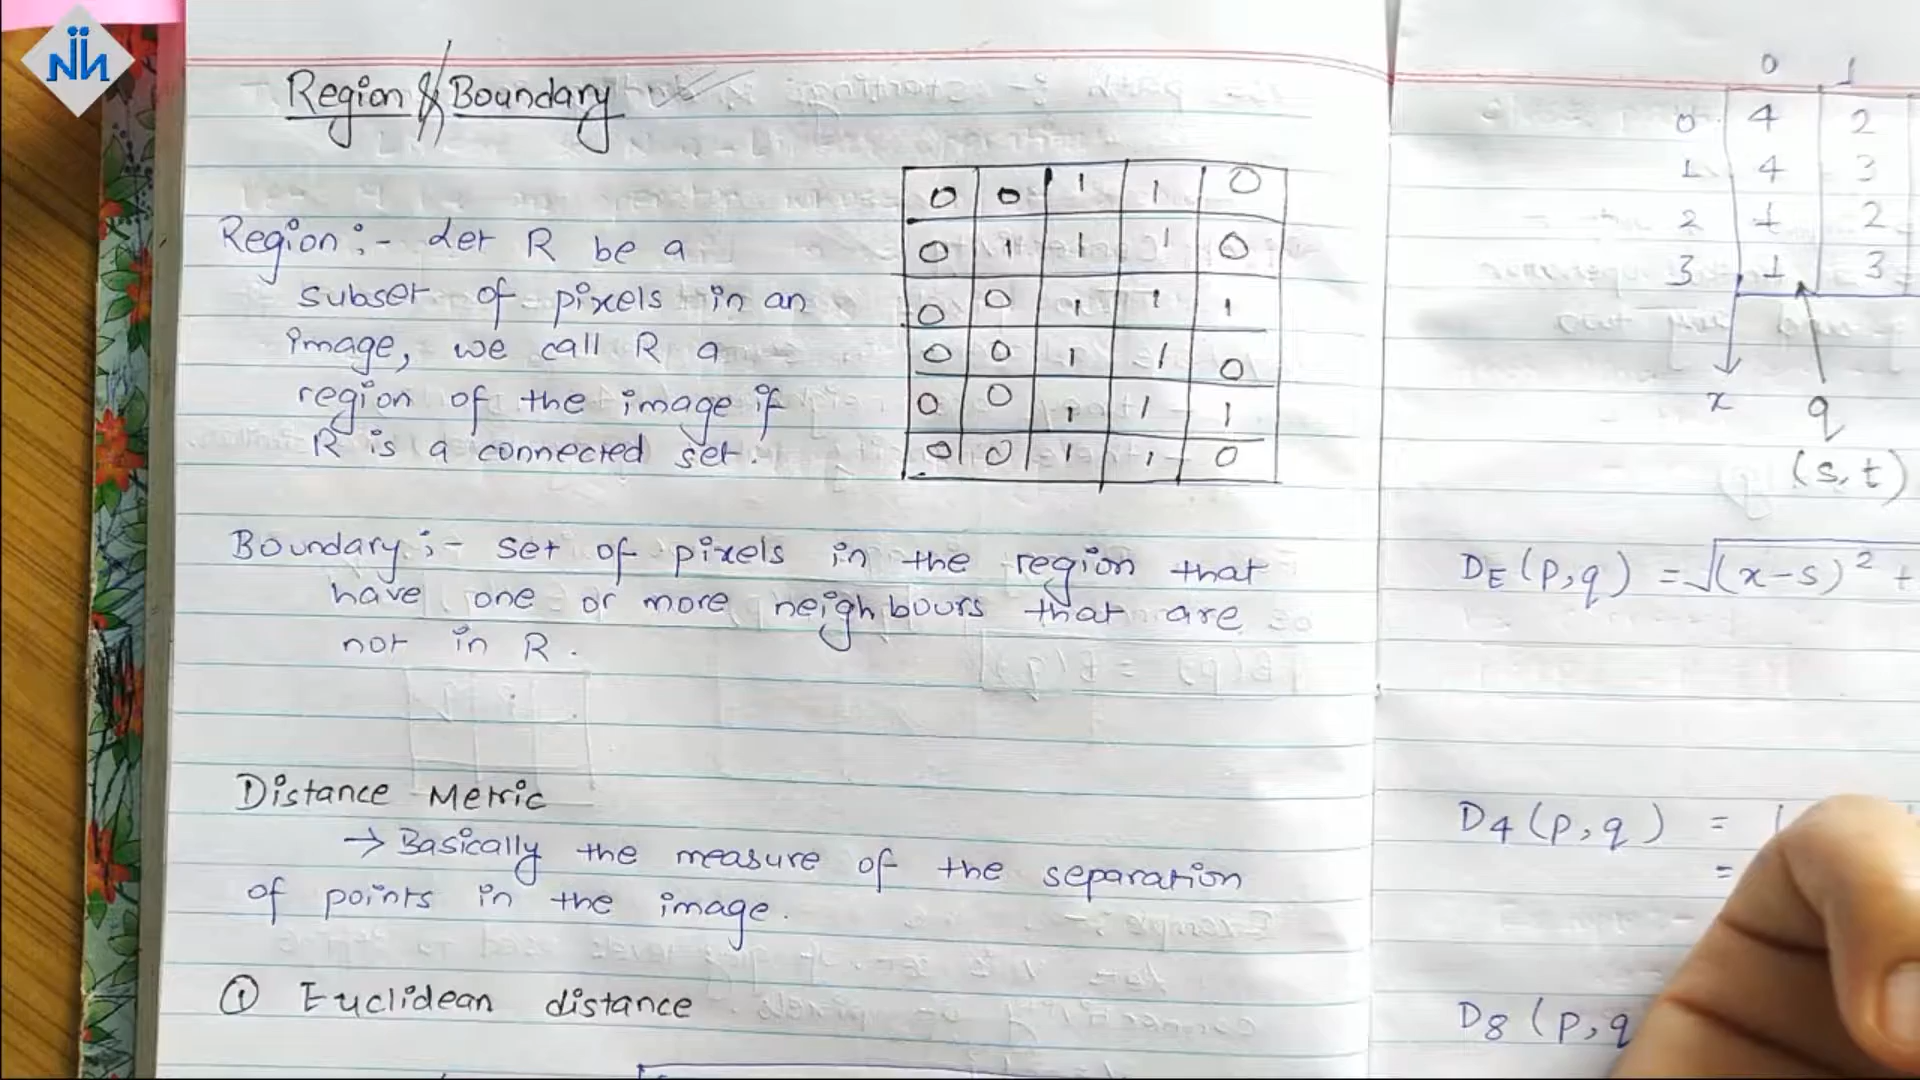 Region & Boundary
0 0 1 1 0
0 1 1 1 0
0 0 1 1 1
0 0 1 1 0
0 0 1 1 1
0 0 1 1 0
Region :- Let R be a
subset of pixels in an
image, we call R a
region of the image if
R is a connected set.
Boundary :- Set of pixels in the region that
have one or more neighbours that are
not in R.
Distance Metric
→ Basically the measure of the separation
of points in the image.
① Euclidean distance
0 1
0 4 2
1 4 3
2 1 2
3 1 3
x q
(s,t)
DE (p,q) = √(x-s)² +
D4 (p,q) =
=
D8 (p,q